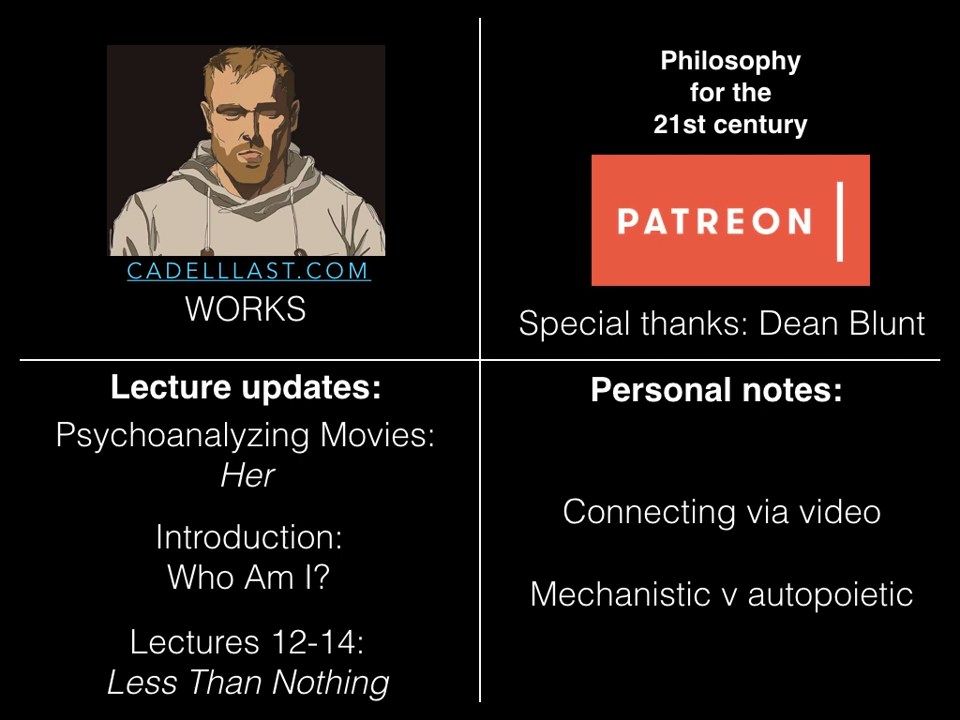 CADELLLAST.COM
WORKS
Philosophy
for the
21st century
PATREON
Special thanks: Dean Blunt
Lecture updates:
Psychoanalyzing Movies:
Her
Introduction:
Who Am I?
Lectures 12-14:
Less Than Nothing
Personal notes:
Connecting via video
Mechanistic v autopoietic